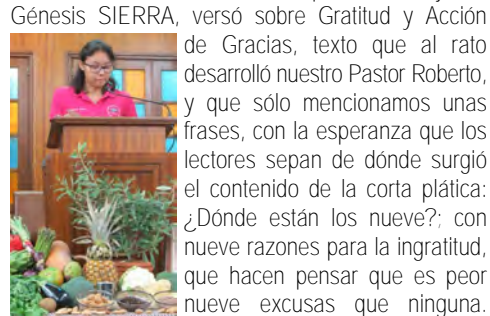 Génesis SIERRA, versó sobre Gratitud y Acción
de Gracias, texto que al rato
desarrolló nuestro Pastor Roberto,
y que sólo mencionamos unas
frases, con la esperanza que los
lectores sepan de dónde surgió
el contenido de la corta plática:
¿Dónde están los nueve?; con
nueve razones para la ingratitud,
que hacen pensar que es peor
nueve excusas que ninguna.